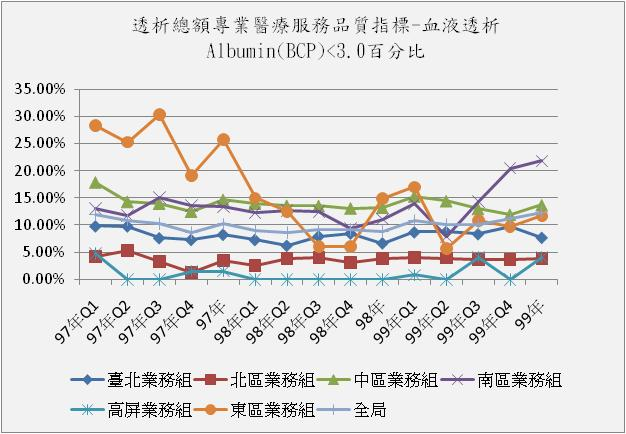 透析總額專業醫療服務品質指標-血液透析
Albumin(BCP)<3.0百分比
35.00%
30.00%
25.00%
20.00%
15.00%
10.00%
5.00%
0.00%
97年Q1
97年Q2
97年Q3
97年Q4
97年
98年Q1
98年Q2
98年Q3
98年Q4
98年
99年Q1
99年Q2
99年Q3
99年Q4
99年
臺北業務組 北區業務組 中區業務組 南區業務組
高屏業務組 東區業務組 全局